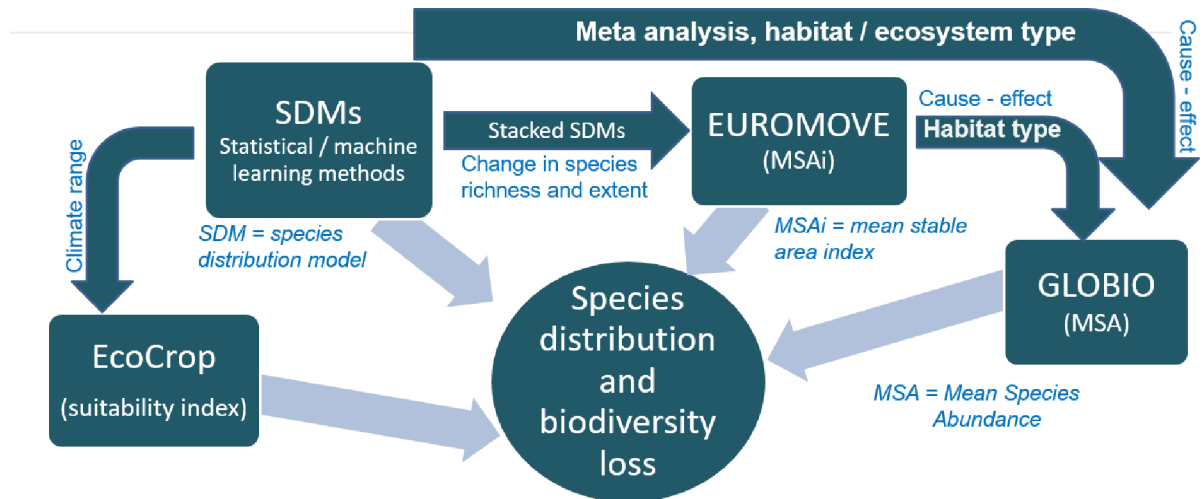 Meta analysis, habitat / ecosystem type
Cause - effect
SDMs
Statistical / machine
learning methods
Stacked SDMs
Change in species
richness and extent
EUROMOVE
(MSAi)
Cause - effect
Habitat type
Climate range
SDM = species
distribution model
MSAi = mean stable
area index
GLOBIO
(MSA)
EcoCrop
(suitability index)
Species
distribution
and
biodiversity
loss
MSA = Mean Species
Abundance